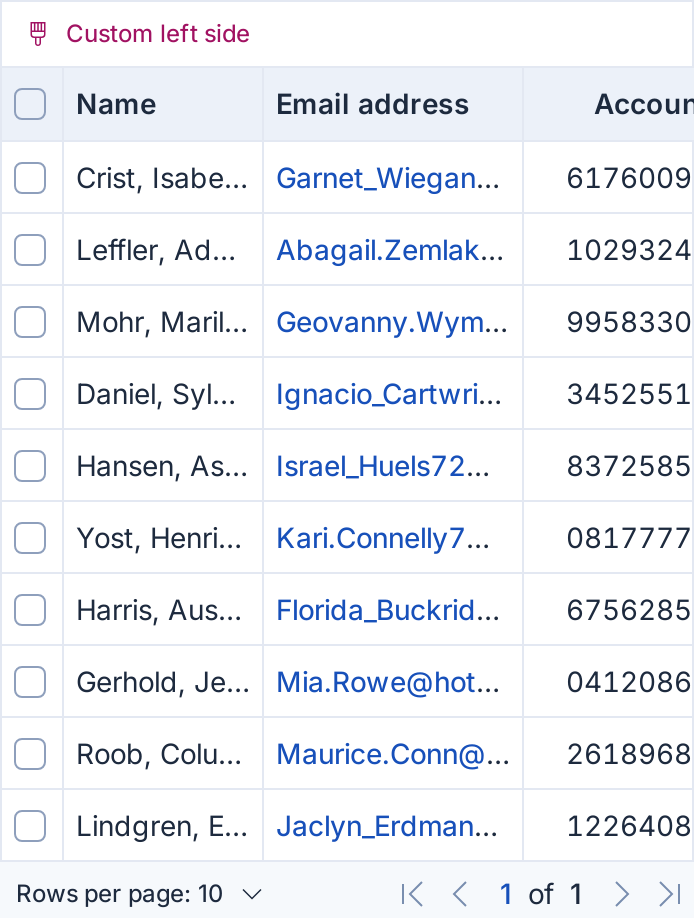 Custom left side
Name Email address Accoun
Crist, Isabe... Garnet_Wiegan... 6176009
Leffler, Ad... Abagail.Zemlak... 1029324
Mohr, Maril... Geovanny.Wym... 9958330
Daniel, Syl... Ignacio_Cartwri... 3452551
Hansen, As... Israel_Huels72... 8372585
Yost, Henri... Kari.Connelly7... 0817777
Harris, Aus... Florida_Buckrid... 6756285
Gerhold, Je... Mia.Rowe@hot... 0412086
Roob, Colu... Maurice.Conn@... 2618968
Lindgren, E... Jaclyn_Erdman... 1226408
Rows per page: 10 1 of 1